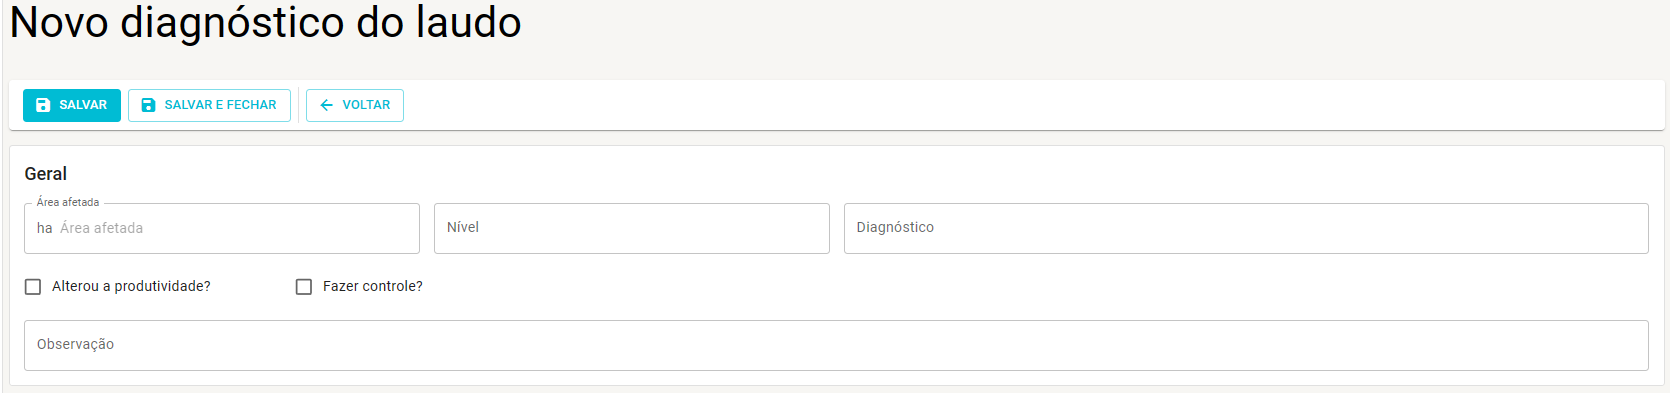 Novo diagnóstico do laudo
SALVAR SALVAR E FECHAR VOLTAR
Geral
Área afetada
ha Área afetada Nível Diagnóstico
Alterou a produtividade? Fazer controle?
Observação